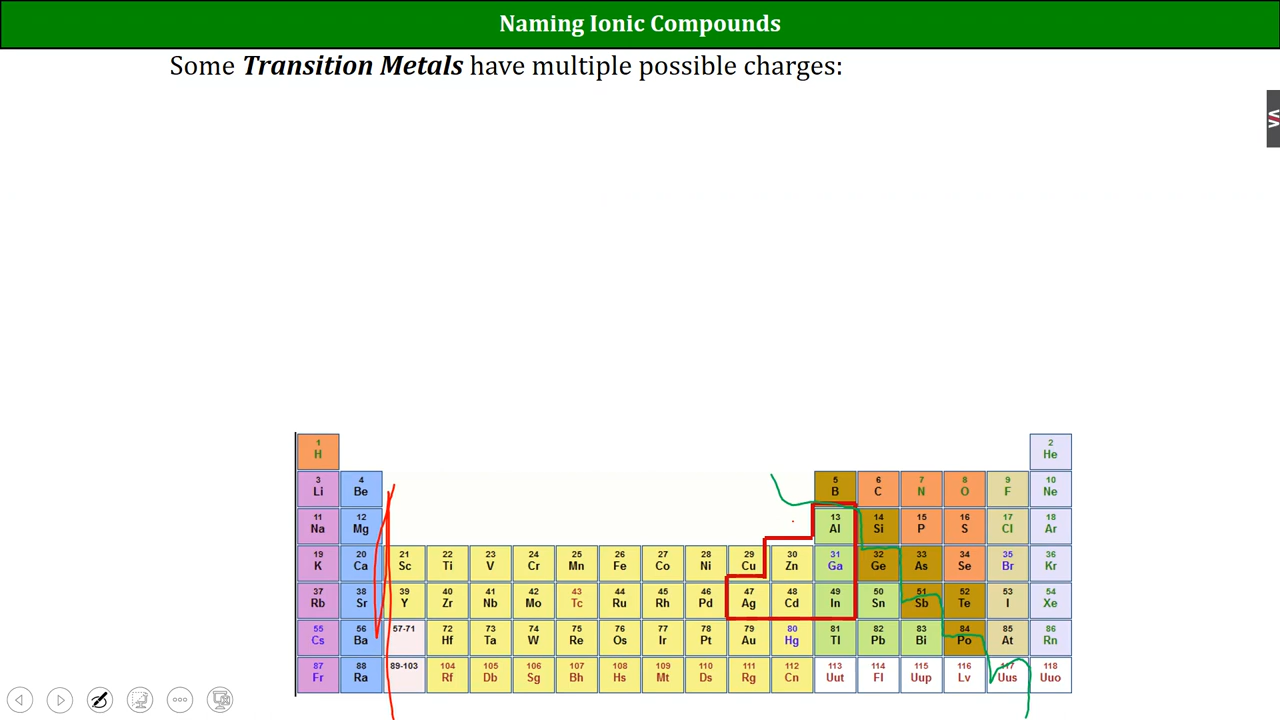 Naming Ionic Compounds
Some Transition Metals have multiple possible charges:
1 2
H He
3 4 5 6 7 8 9 10
Li Be B C N O F Ne
11 12 13 14 15 16 17 18
Na Mg Al Si P S Cl Ar
19 20 21 22 23 24 25 26 27 28 29 30 31 32 33 34 35 36
K Ca Sc Ti V Cr Mn Fe Co Ni Cu Zn Ga Ge As Se Br Kr
37 38 39 40 41 42 43 44 45 46 47 48 49 50 51 52 53 54
Rb Sr Y Zr Nb Mo Tc Ru Rh Pd Ag Cd In Sn Sb Te I Xe
55 56 57-71 72 73 74 75 76 77 78 79 80 81 82 83 84 85 86
Cs Ba Hf Ta W Re Os Ir Pt Au Hg Tl Pb Bi Po At Rn
87 88 89-103 104 105 106 107 108 109 110 111 112 113 114 115 116 117 118
Fr Ra Rf Db Sg Bh Hs Mt Ds Rg Cn Uut Fl Uup Lv Uus Uuo